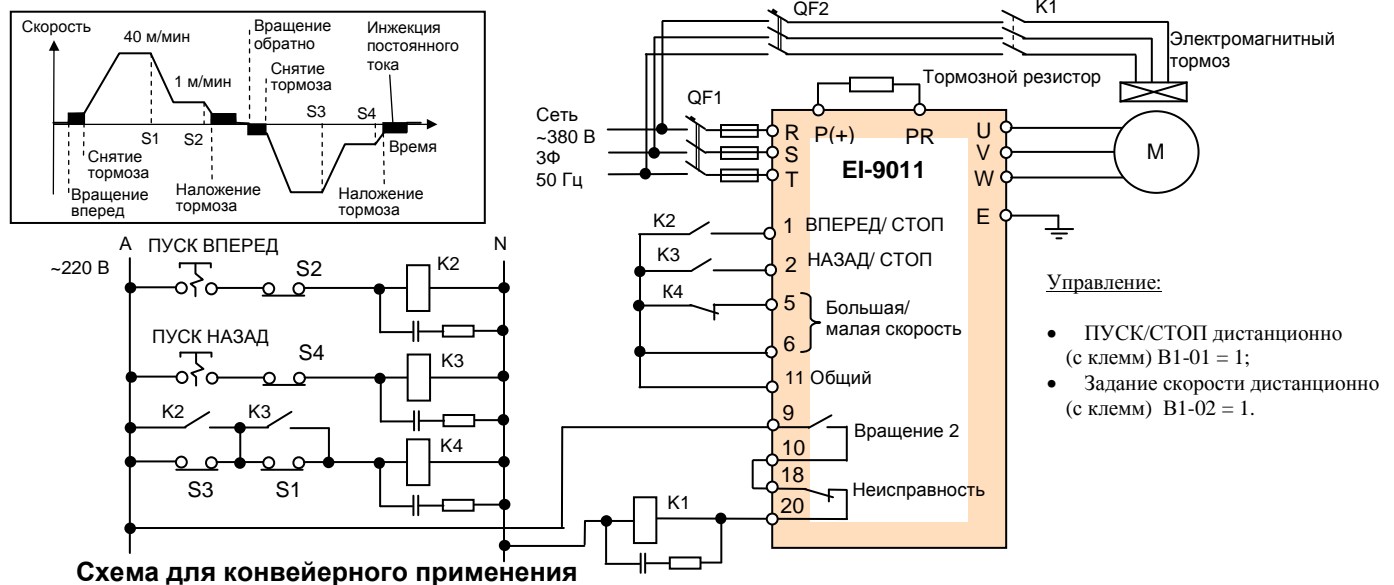 Скорость
40 м/мин
1 м/мин
S1
S2
Снятие
тормоза
Вращение
вперед
Наложение
тормоза
Вращение
обратно
Снятие
тормоза
S3
S4
Инжекция
постоянного
тока
Время
Наложение
тормоза
QF2
K1
Электромагнитный
тормоз
Тормозной резистор
QF1
Сеть
~380 В
3Ф
50 Гц
R
S
T
P(+)
PR
EI-9011
U
V
W
E
M
K2
1 ВПЕРЕД/ СТОП
K3
2 НАЗАД/ СТОП
К4
5
6
Большая/
малая скорость
11 Общий
9
Вращение 2
10
18
Неисправность
20
K1
A
N
~220 В
ПУСК ВПЕРЕД
S2
K2
ПУСК НАЗАД
S4
K3
K2
K3
K4
S3
S1
Управление:
• ПУСК/СТОП дистанционно
(с клемм) B1-01 = 1;
• Задание скорости дистанционно
(с клемм) B1-02 = 1.
Схема для конвейерного применения